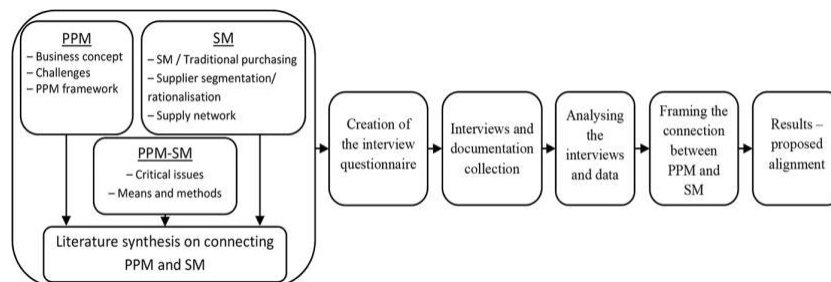 PPM
– Business concept
– Challenges
– PPM framework
SM
– SM / Traditional purchasing
– Supplier segmentation/
rationalisation
– Supply network
PPM-SM
– Critical issues
– Means and methods
Literature synthesis on connecting
PPM and SM
Creation of
the interview
questionnaire
Interviews and
documentation
collection
Analysing
the
interviews
and data
Framing the
connection
between
PPM and
SM
Results –
proposed
alignment